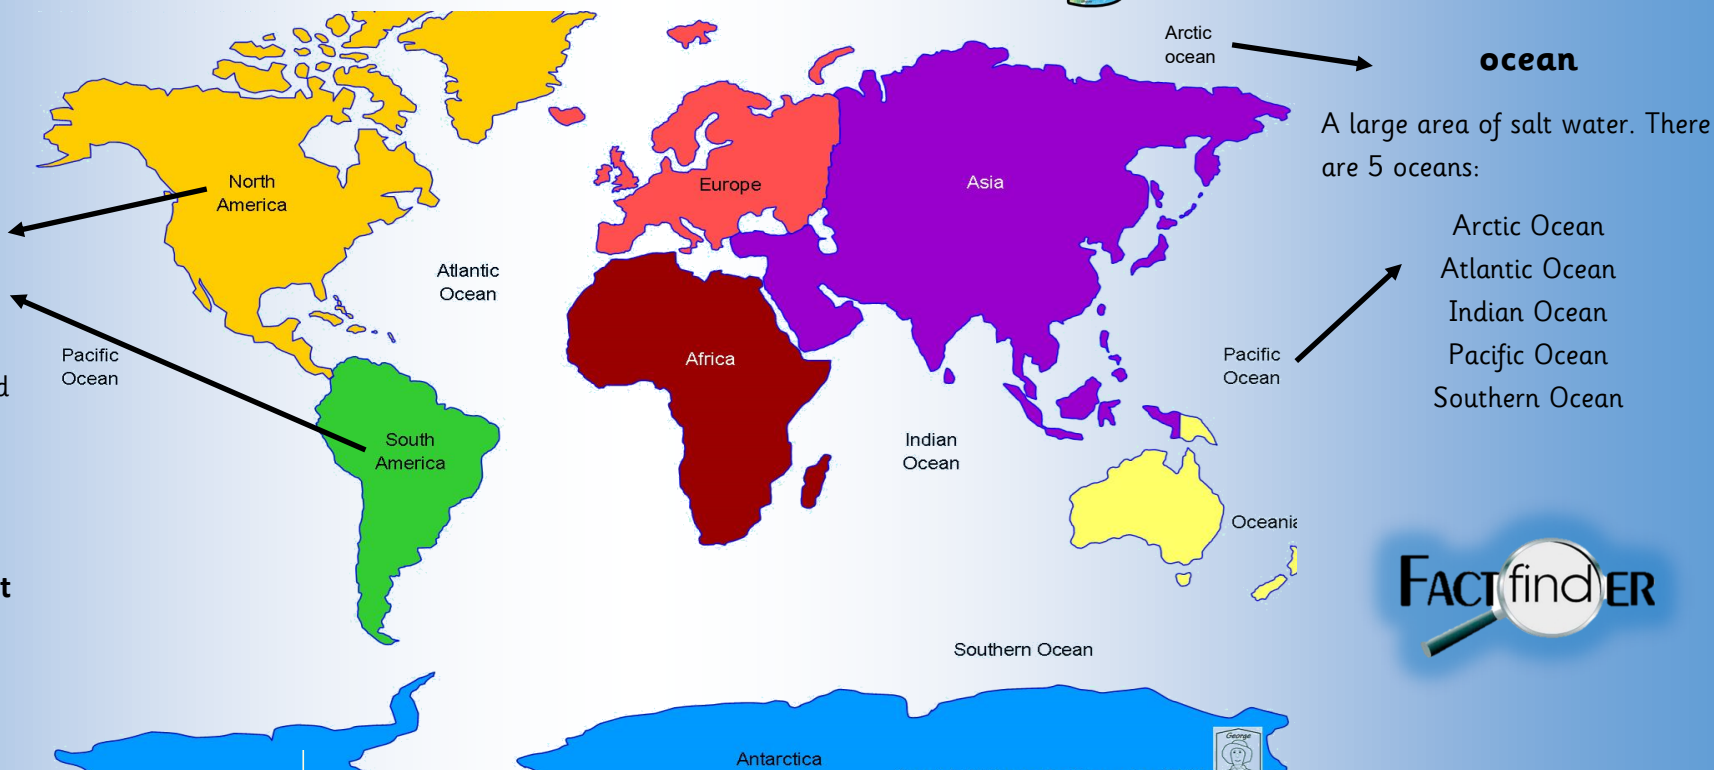 Arctic
ocean
ocean
A large area of salt water. There
are 5 oceans:
Arctic Ocean
Atlantic Ocean
Indian Ocean
Pacific Ocean
Southern Ocean
North
America
Europe
Asia
Atlantic
Ocean
Pacific
Ocean
d
Africa
Pacific
Ocean
South
America
Indian
Ocean
Oceania
t
FACTfindER
Southern Ocean
Antarctica
George